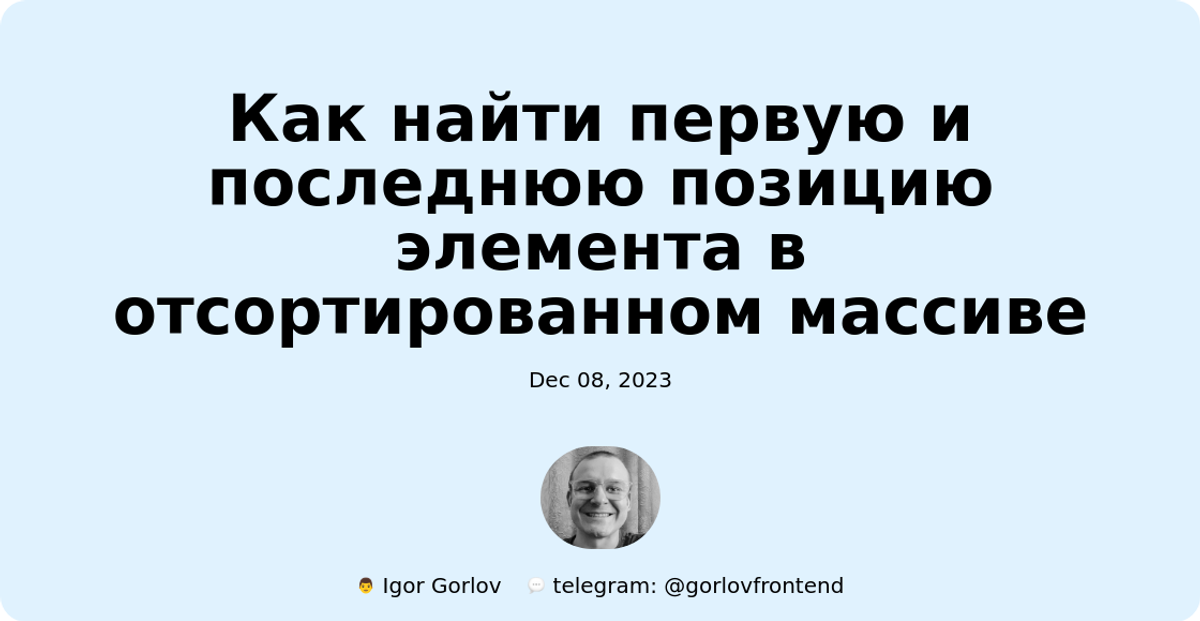 Как найти первую и
последнюю позицию
элемента в
отсортированном массиве
Dec 08, 2023
👨 Igor Gorlov 💬 telegram: @gorlovfrontend